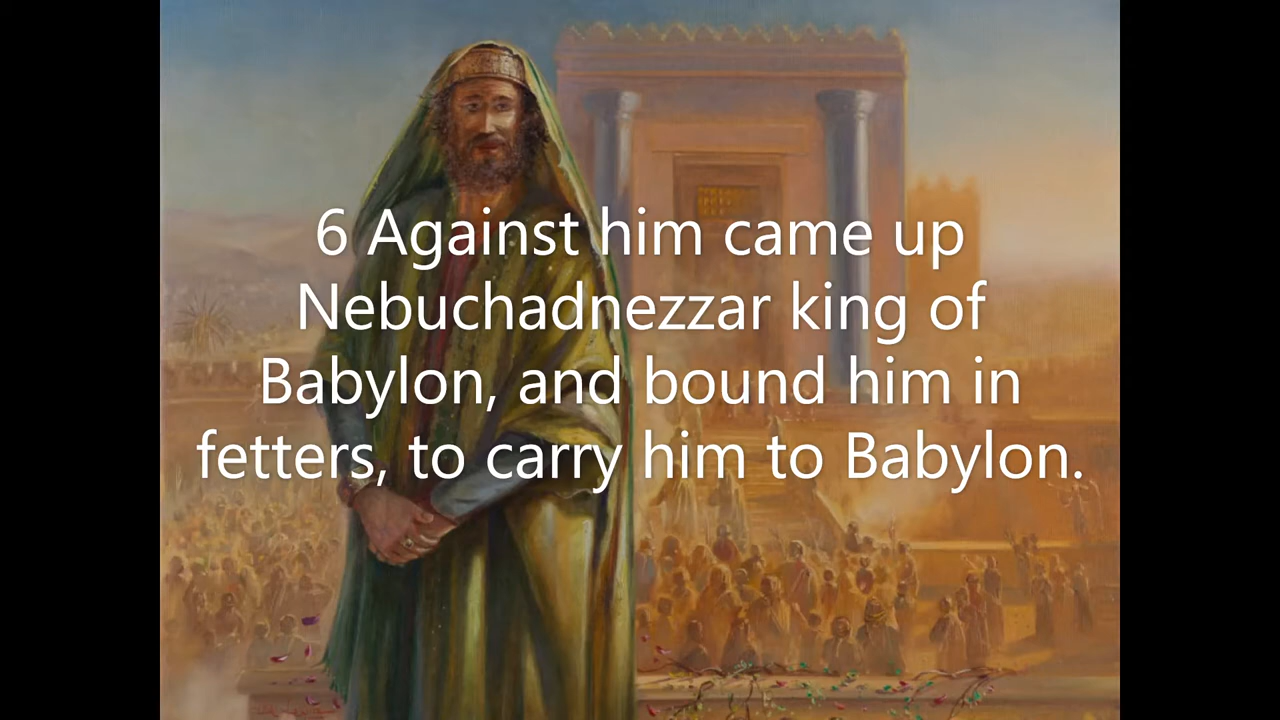 6 Against him came up
Nebuchadnezzar king of
Babylon, and bound him in
fetters, to carry him to Babylon.